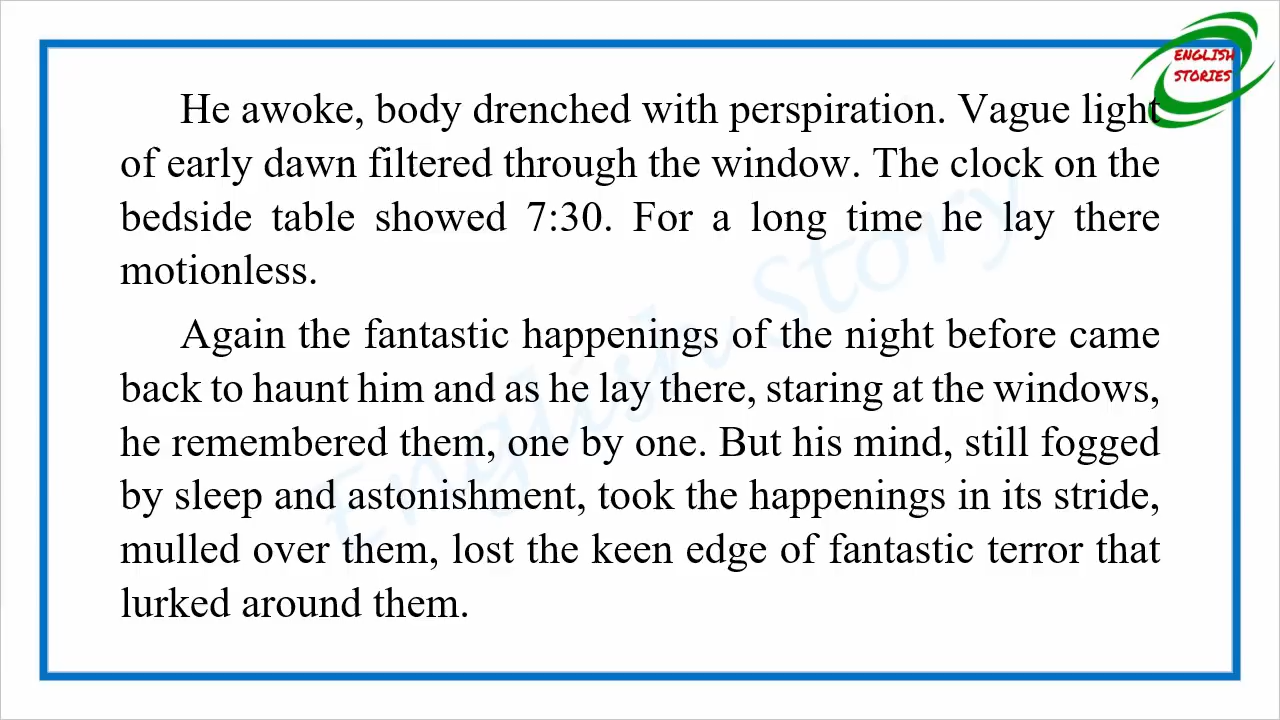 ENGLISH
STORIES
He awoke, body drenched with perspiration. Vague light
of early dawn filtered through the window. The clock on the
bedside table showed 7:30. For a long time he lay there
motionless.
Again the fantastic happenings of the night before came
back to haunt him and as he lay there, staring at the windows,
he remembered them, one by one. But his mind, still fogged
by sleep and astonishment, took the happenings in its stride,
mulled over them, lost the keen edge of fantastic terror that
lurked around them.
English Story